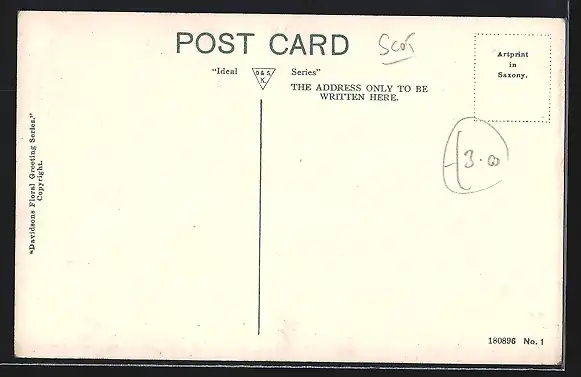 POST CARD
Scot
"Ideal D & S. K. Series"
THE ADDRESS ONLY TO BE
WRITTEN HERE.
Artprint
in
Saxony.
3.00
"Davidsons Floral Greeting Series."
Copyright.
180896 No. 1